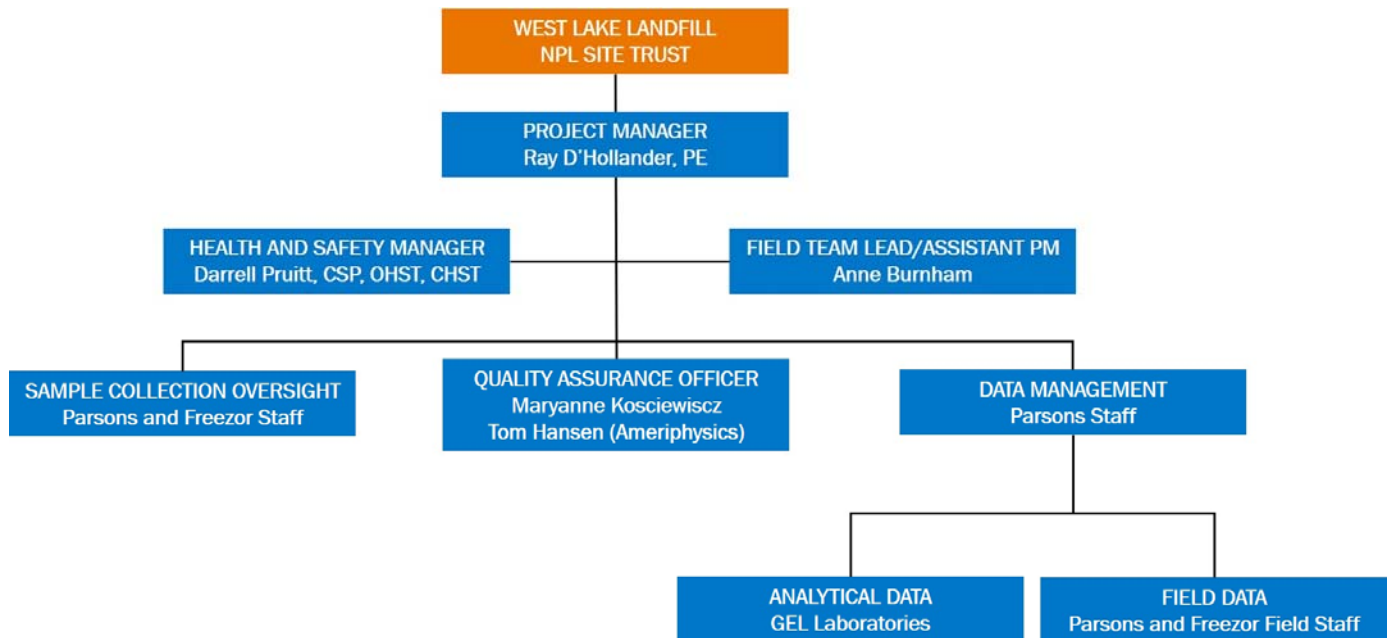 WEST LAKE LANDFILL
NPL SITE TRUST
PROJECT MANAGER
Ray D'Hollander, PE
HEALTH AND SAFETY MANAGER
Darrell Pruitt, CSP, OHST, CHST
FIELD TEAM LEAD/ASSISTANT PM
Anne Burnham
SAMPLE COLLECTION OVERSIGHT
Parsons and Freezor Staff
QUALITY ASSURANCE OFFICER
Maryanne Kosciewiscz
Tom Hansen (Ameriphysics)
DATA MANAGEMENT
Parsons Staff
ANALYTICAL DATA
GEL Laboratories
FIELD DATA
Parsons and Freezor Field Staff